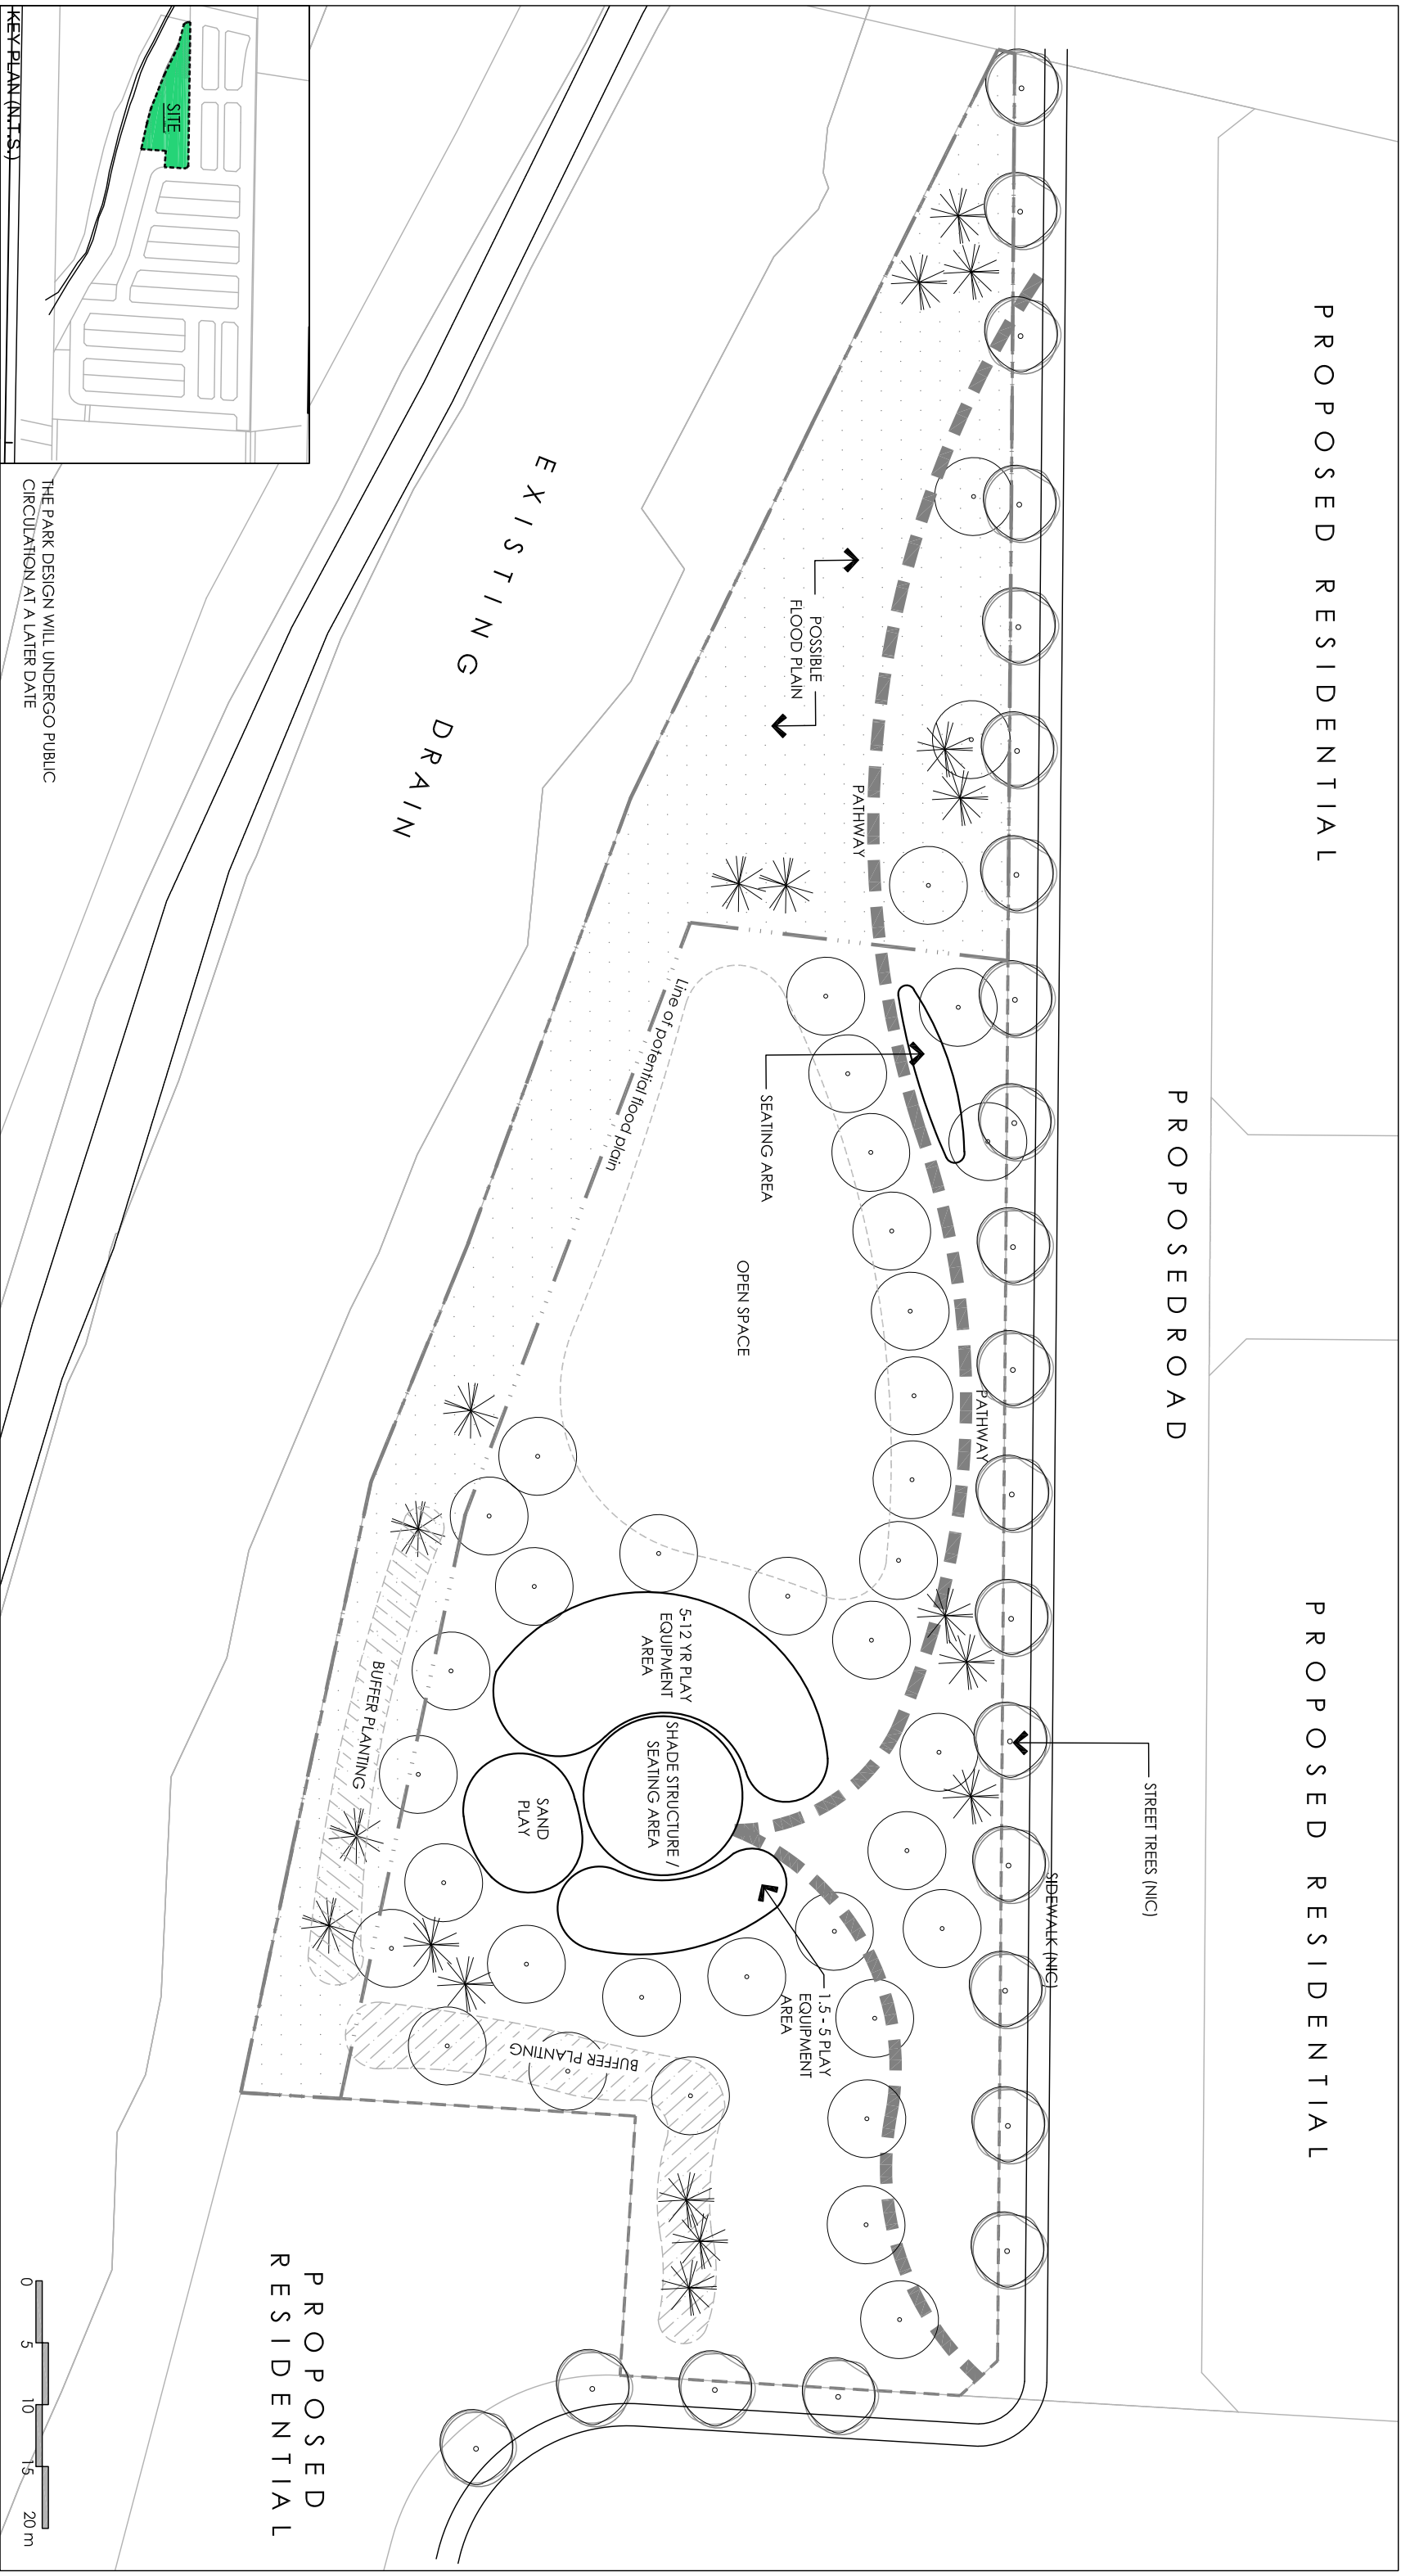 PROPOSED RESIDENTIAL
PROPOSED RESIDENTIAL
PROPOSEDROAD
STREET TREES (NIC)
SIDEWALK (NIC)
PATHWAY
PATHWAY
POSSIBLE
FLOOD PLAIN
SEATING AREA
OPEN SPACE
Line of potential flood plain
5-12 YR PLAY
EQUIPMENT
AREA
SHADE STRUCTURE /
SEATING AREA
SAND
PLAY
1.5 - 5 PLAY
EQUIPMENT
AREA
BUFFER PLANTING
BUFFER PLANTING
EXISTING DRAIN
PROPOSED
RESIDENTIAL
SITE
KEY PLAN (N.T.S.)
THE PARK DESIGN WILL UNDERGO PUBLIC
CIRCULATION AT A LATER DATE
0 5 10 15 20 m